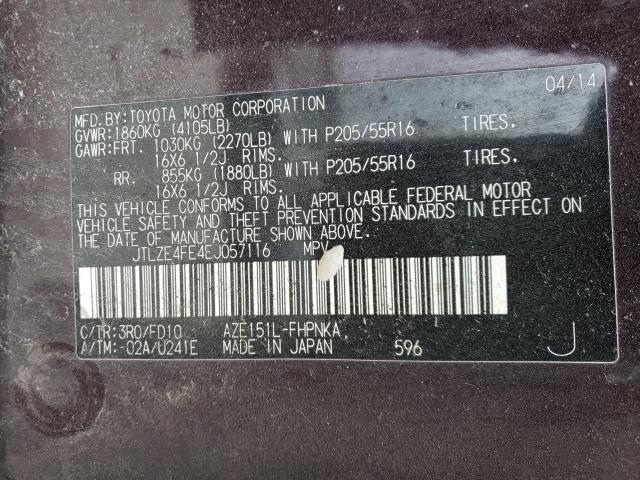 MFD.BY:TOYOTA MOTOR CORPORATION 04/14
GVWR:1860KG (4105LB)
GAWR:FRT. 1030KG (2270LB) WITH P205/55R16 TIRES.
16X6 1/2J RIMS.
RR. 855KG (1880LB) WITH P205/55R16 TIRES.
16X6 1/2J RIMS.
THIS VEHICLE CONFORMS TO ALL APPLICABLE FEDERAL MOTOR
VEHICLE SAFETY AND THEFT PREVENTION STANDARDS IN EFFECT ON
THE DATE OF MANUFACTURE SHOWN ABOVE.
JTLZE4FE4EJ057116 MPV
C/TR:3R0/FD10 AZE151L-FHPNKA
A/TM:-02A/U241E MADE IN JAPAN 596 J